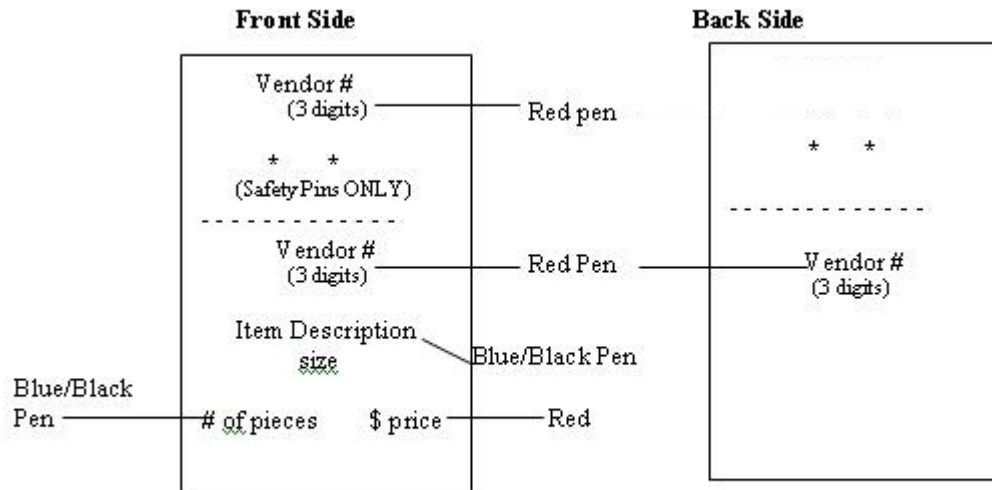 Front Side
Back Side
Vendor #
(3 digits)
Red pen
* *
(Safety Pins ONLY)
- - - - - - - - - - - - - - -
Vendor #
(3 digits)
Red Pen
Item Description
size
Blue/Black Pen
Blue/Black
Pen
# of pieces
$ price
Red
* *
- - - - - - - - - - - - - - -
Vendor #
(3 digits)